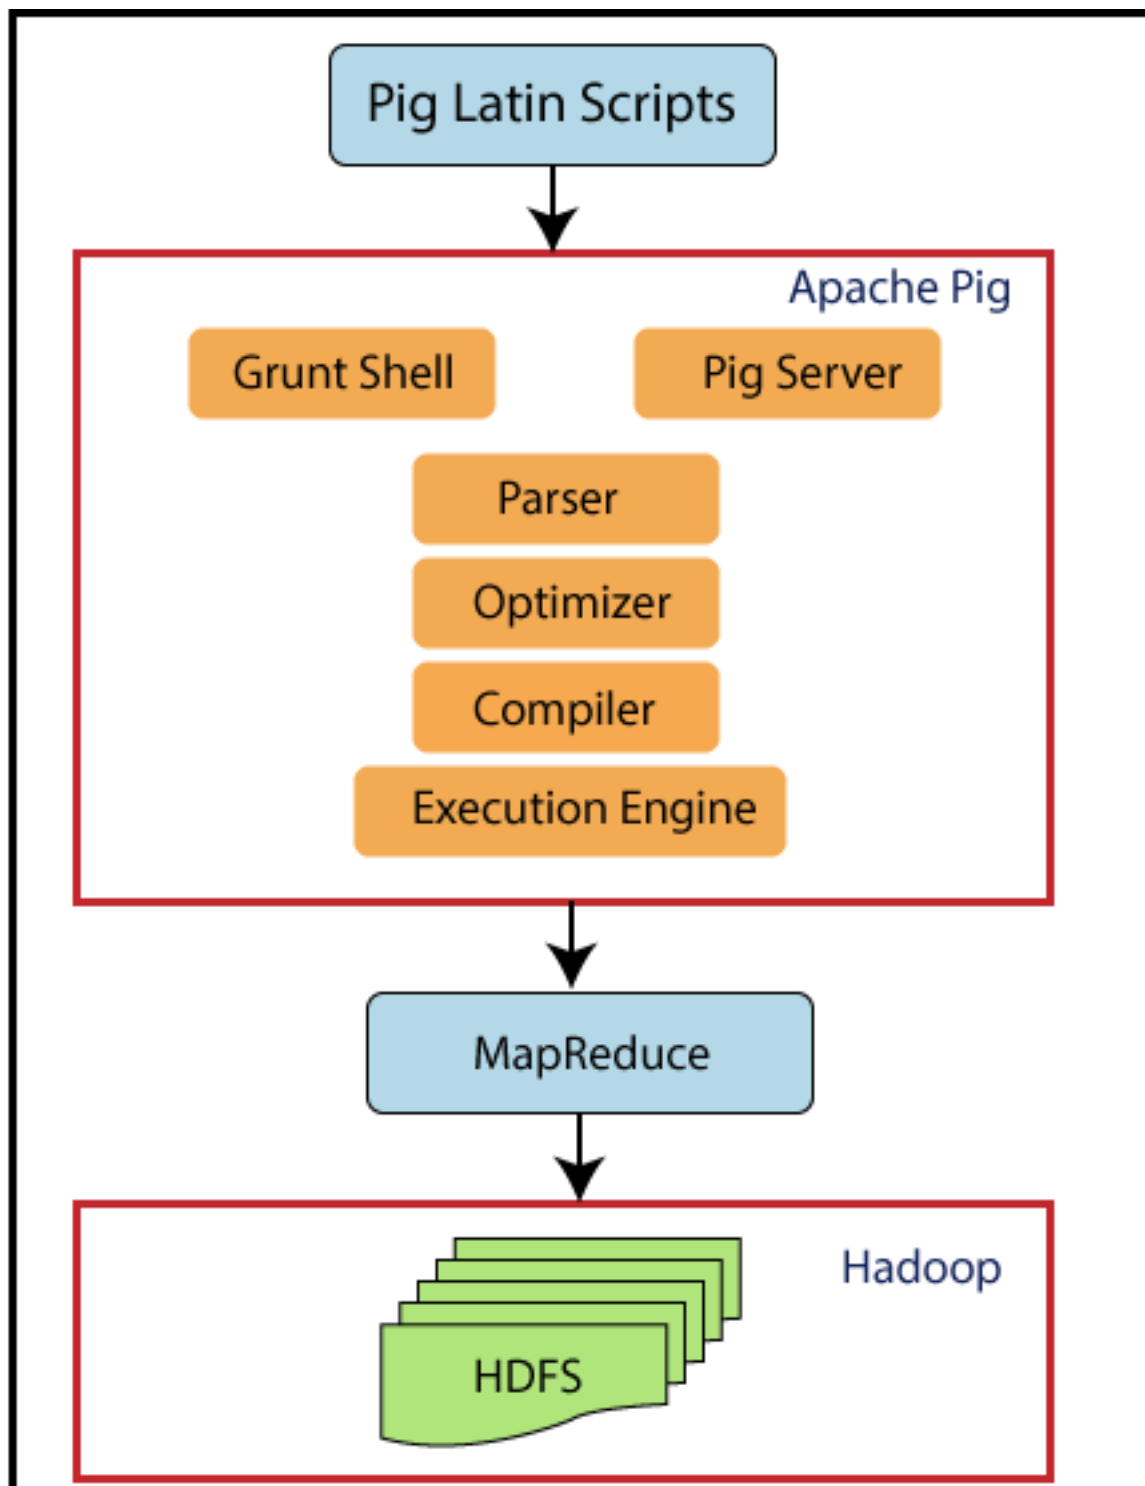 Pig Latin Scripts
Apache Pig
Grunt Shell
Pig Server
Parser
Optimizer
Compiler
Execution Engine
MapReduce
Hadoop
HDFS